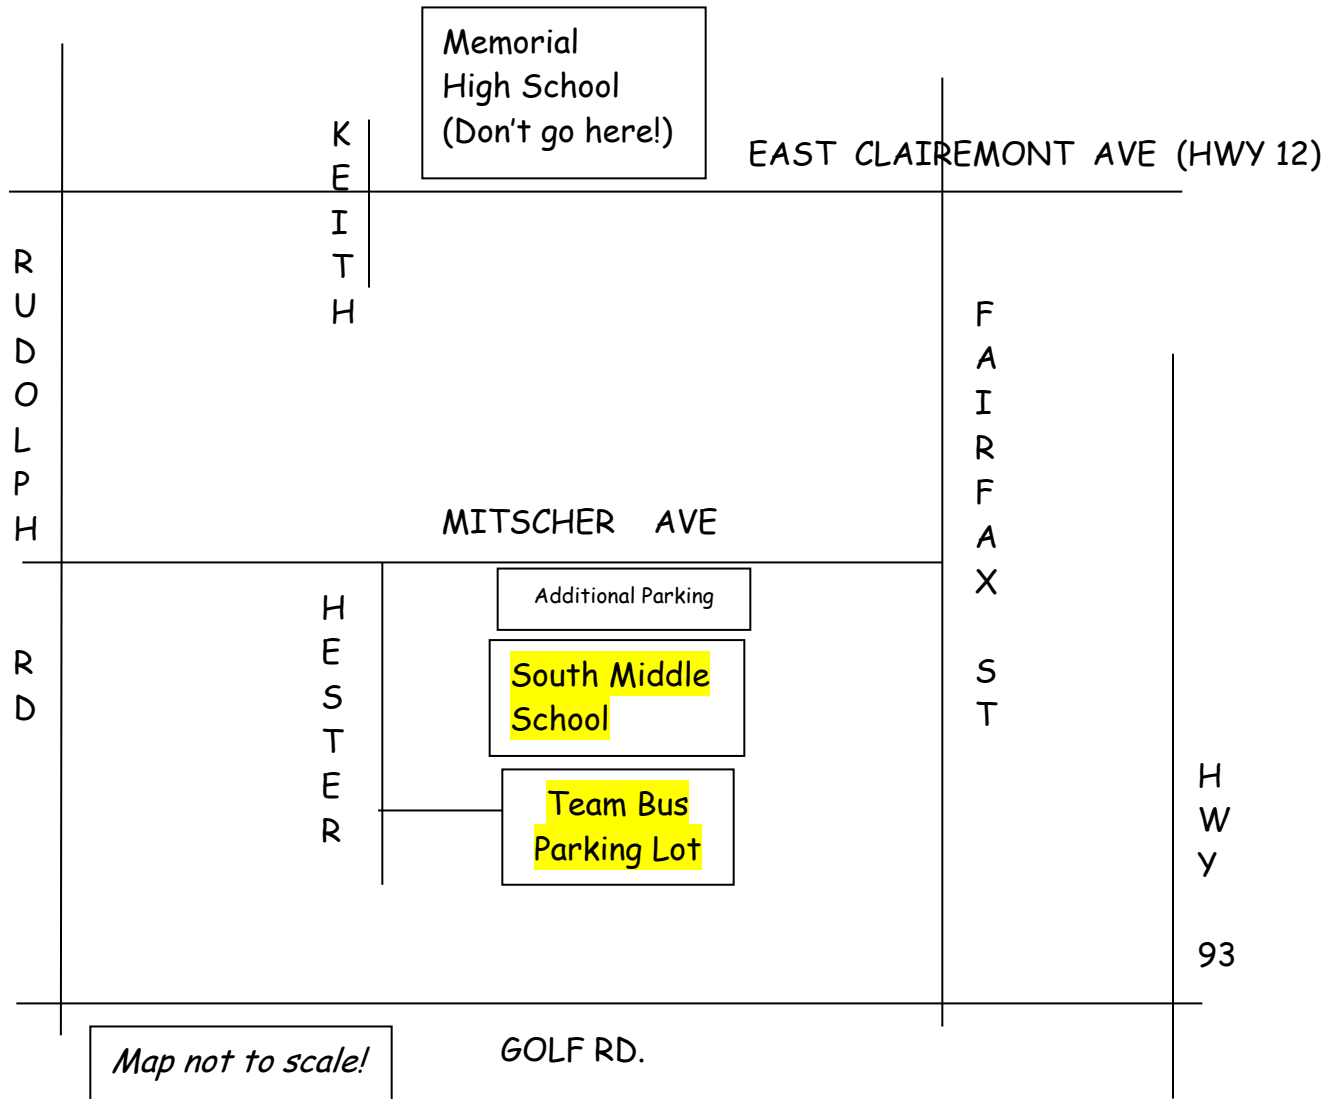 Memorial
High School
(Don't go here!)
EAST CLAIREMONT AVE (HWY 12)
KEITH
RUDOLPH RD
FAIRFAX ST
MITSCHER AVE
Additional Parking
HESTER
South Middle
School
Team Bus
Parking Lot
HWY 93
GOLF RD.
Map not to scale!